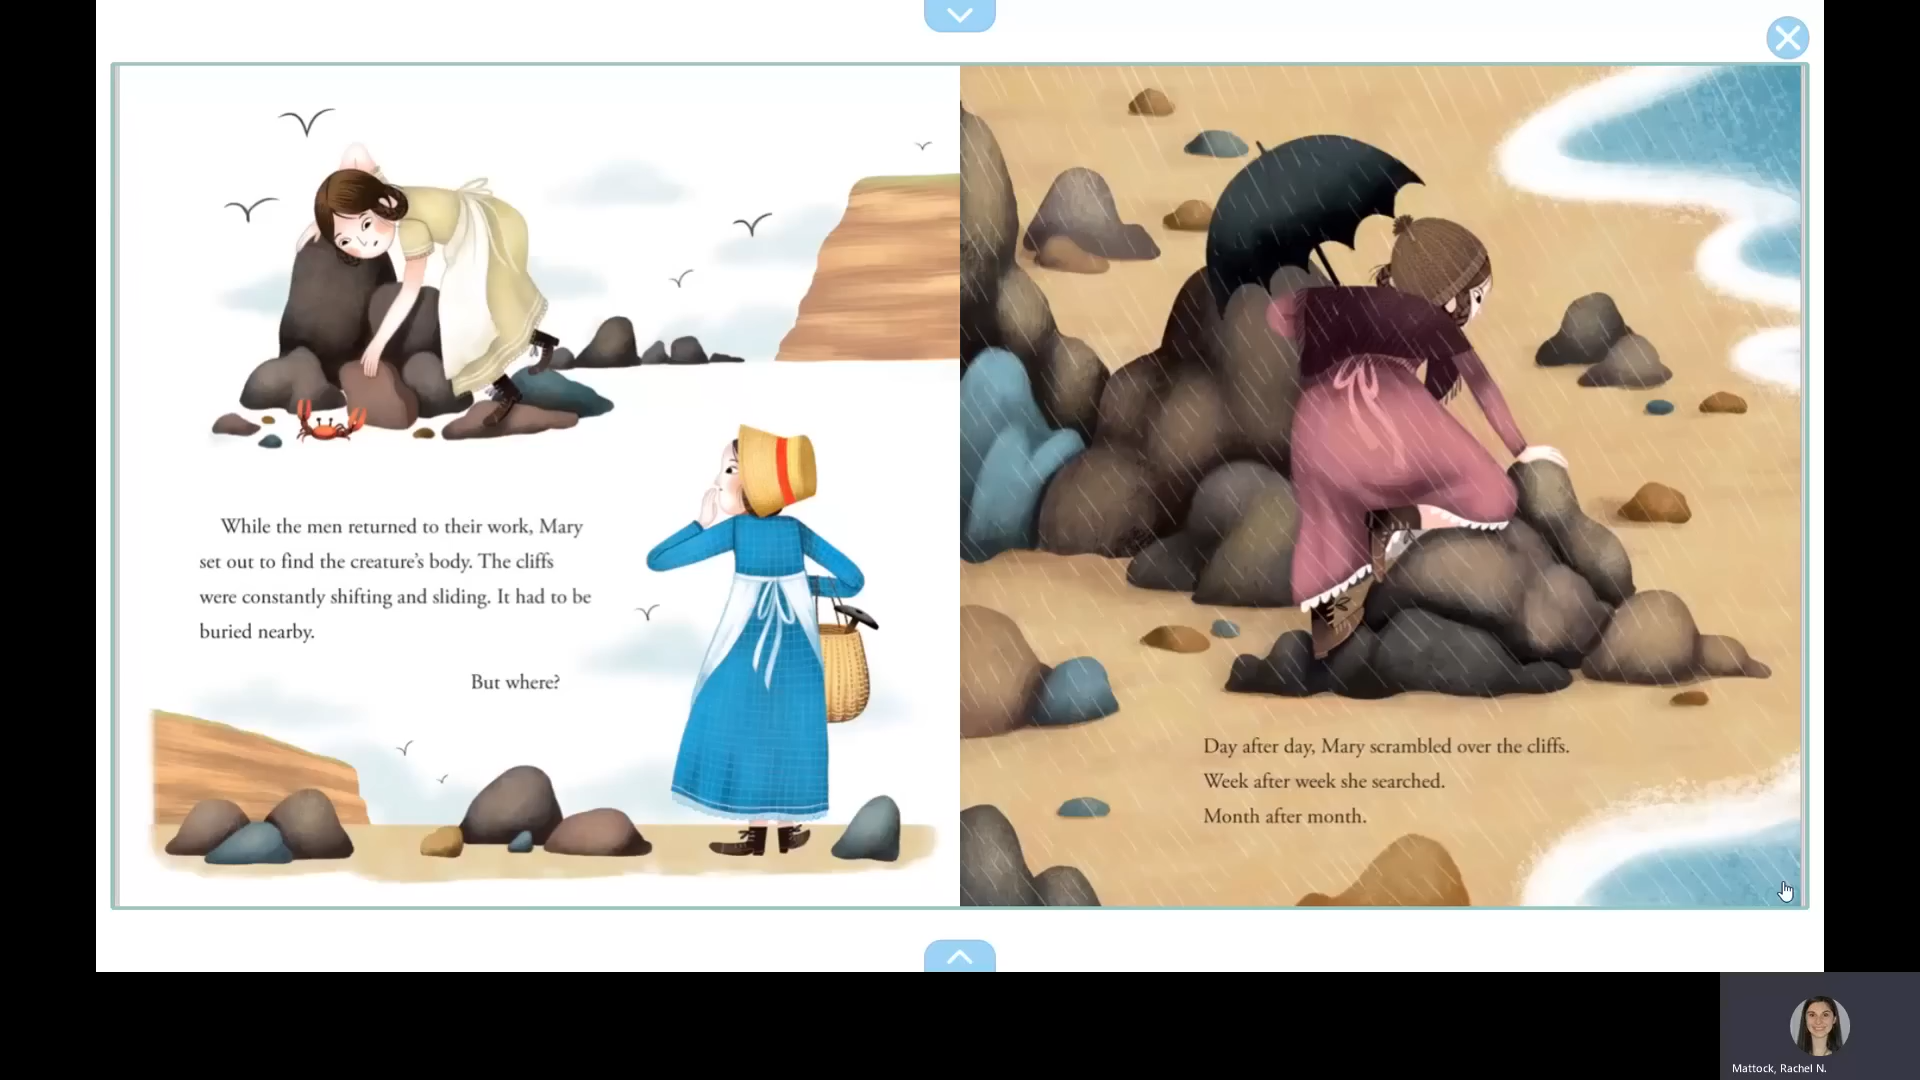 While the men returned to their work, Mary
set out to find the creature’s body. The cliffs
were constantly shifting and sliding. It had to be
buried nearby.
But where?
Day after day, Mary scrambled over the cliffs.
Week after week she searched.
Month after month.
Mattock, Rachel N.